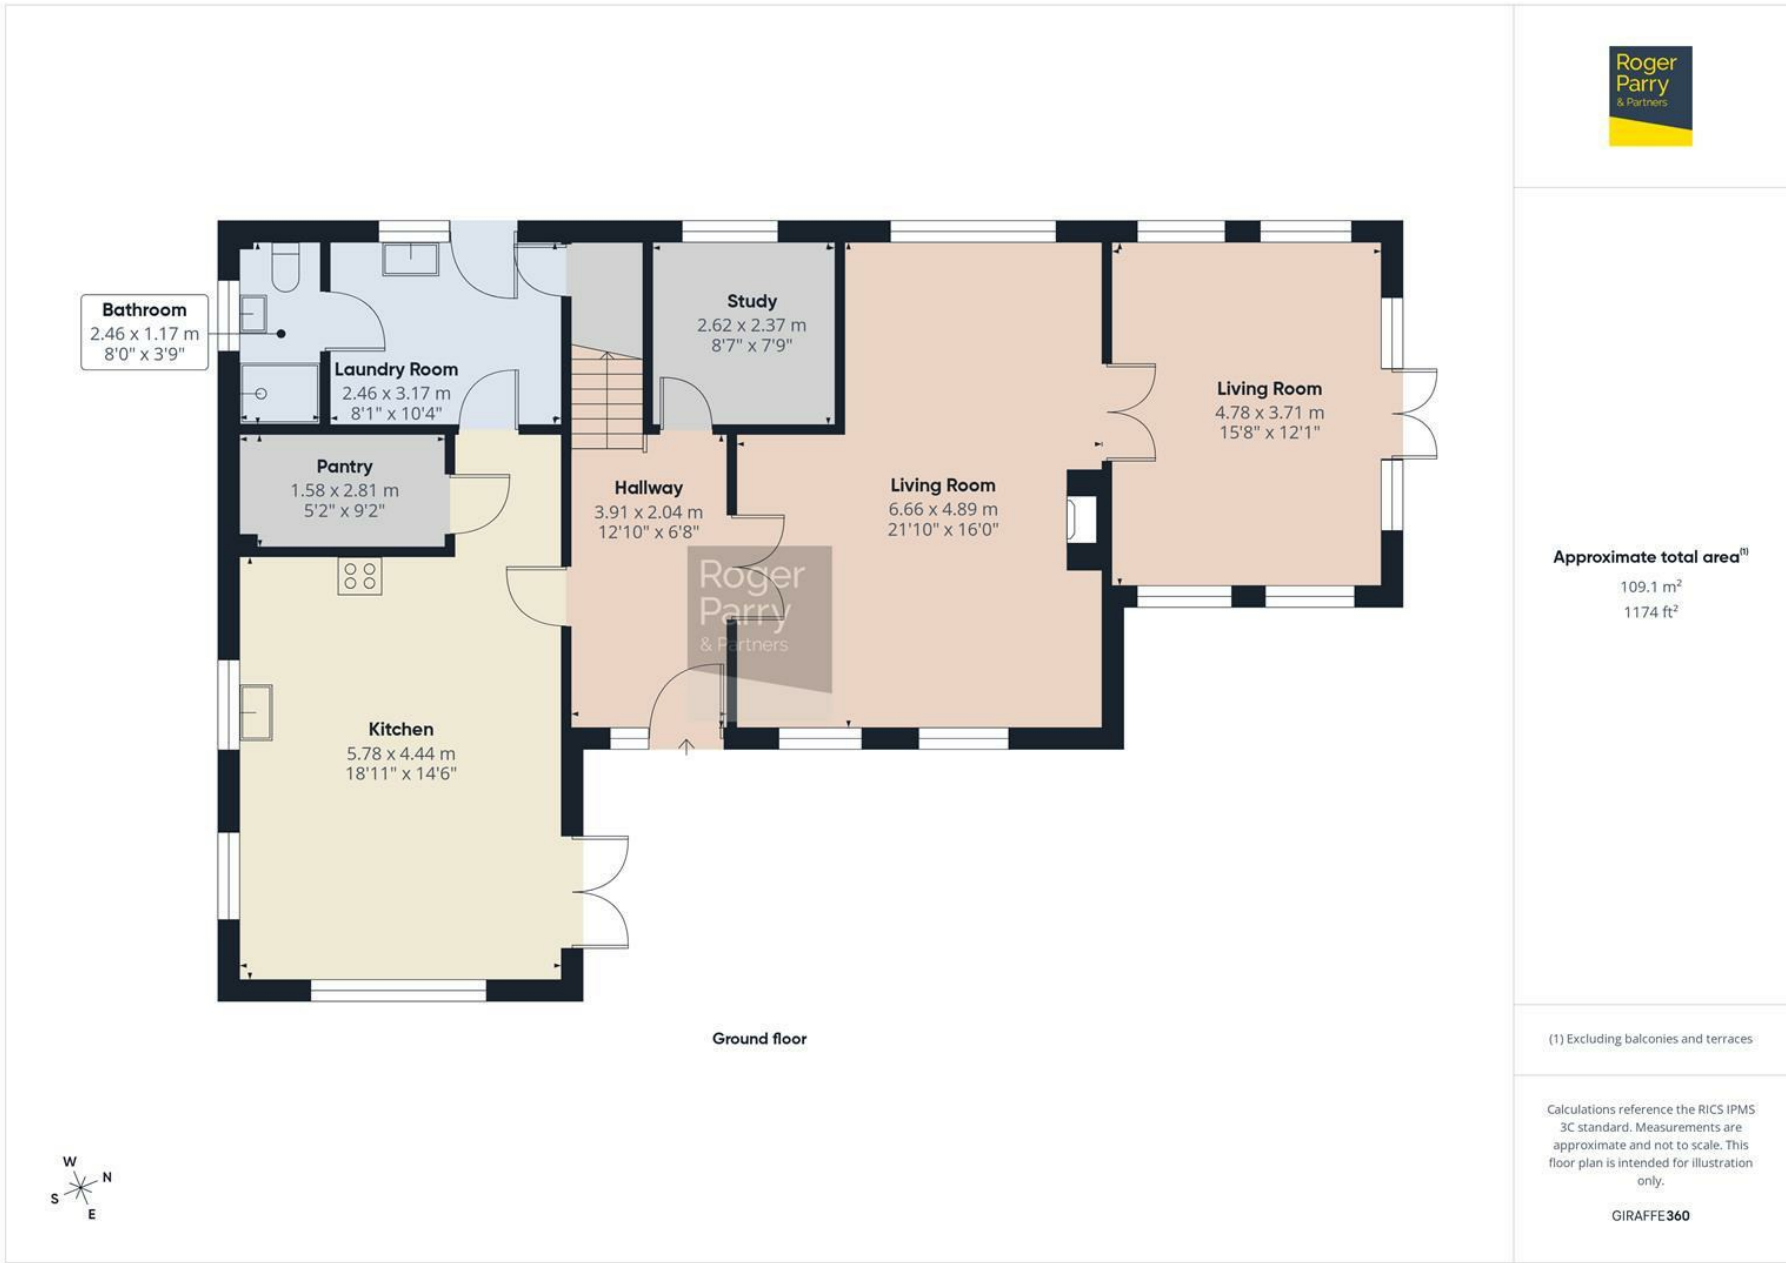 Roger
Parry
& Partners
Bathroom
2.46 x 1.17 m
8'0" x 3'9"
Laundry Room
2.46 x 3.17 m
8'1" x 10'4"
Study
2.62 x 2.37 m
8'7" x 7'9"
Living Room
4.78 x 3.71 m
15'8" x 12'1"
Pantry
1.58 x 2.81 m
5'2" x 9'2"
Hallway
3.91 x 2.04 m
12'10" x 6'8"
Living Room
6.66 x 4.89 m
21'10" x 16'0"
Roger
Parry
& Partners
Kitchen
5.78 x 4.44 m
18'11" x 14'6"
Ground floor
W
N
S
E
Approximate total area(1)
109.1 m²
1174 ft²
(1) Excluding balconies and terraces
Calculations reference the RICS IPMS
3C standard. Measurements are
approximate and not to scale. This
floor plan is intended for illustration
only.
GIRAFFE360